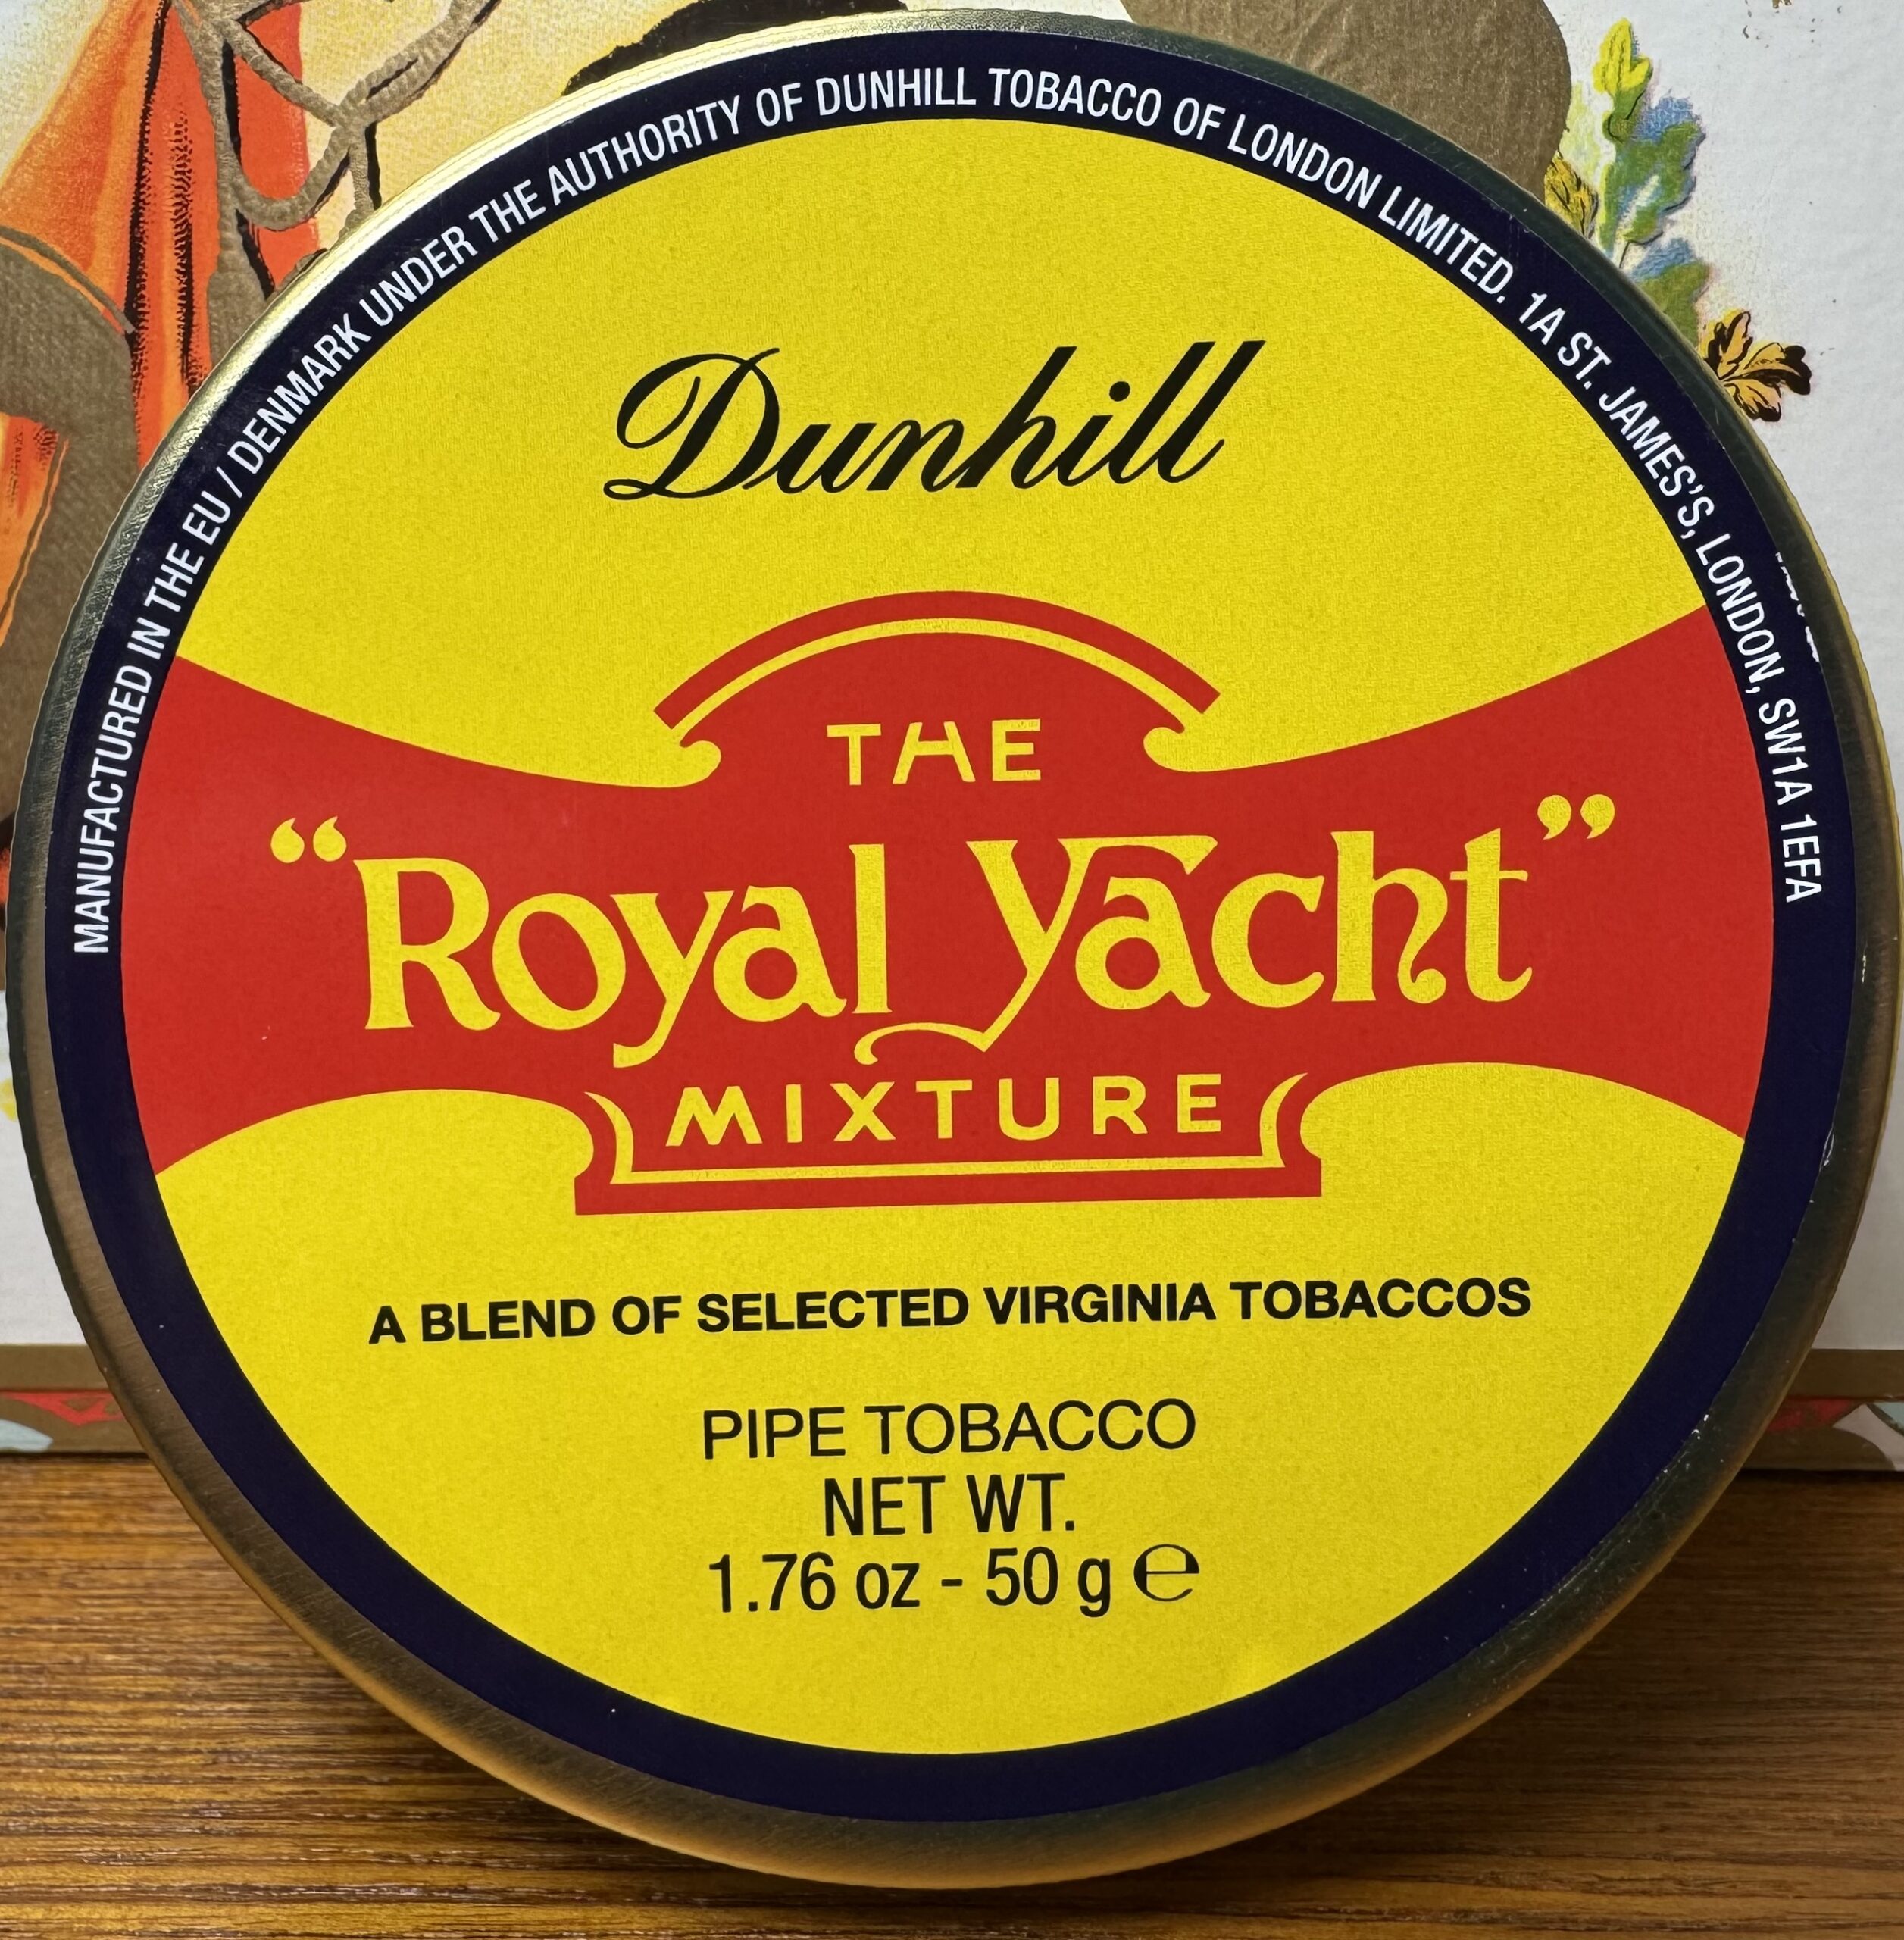 MANUFACTURED IN THE EU / DENMARK UNDER THE AUTHORITY OF DUNHILL TOBACCO OF LONDON LIMITED. 1A ST. JAMES'S, LONDON, SW1A 1EFA
Dunhill
THE
“Royal Yacht”
MIXTURE
A BLEND OF SELECTED VIRGINIA TOBACCOS
PIPE TOBACCO
NET WT.
1.76 oz - 50 g ℮